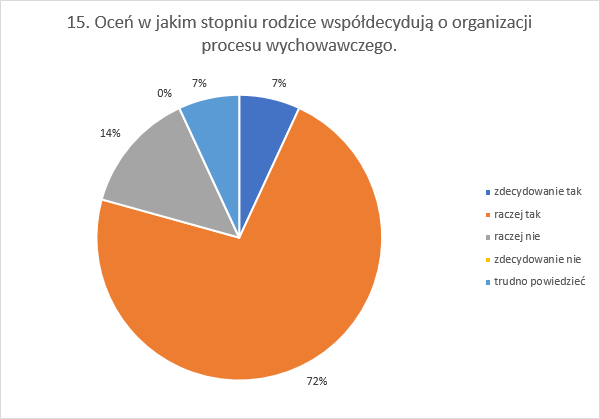 15. Oceń w jakim stopniu rodzice współdecydują o organizacji
procesu wychowawczego.
0%
7%
7%
14%
72%
zdecydowanie tak
raczej tak
raczej nie
zdecydowanie nie
trudno powiedzieć